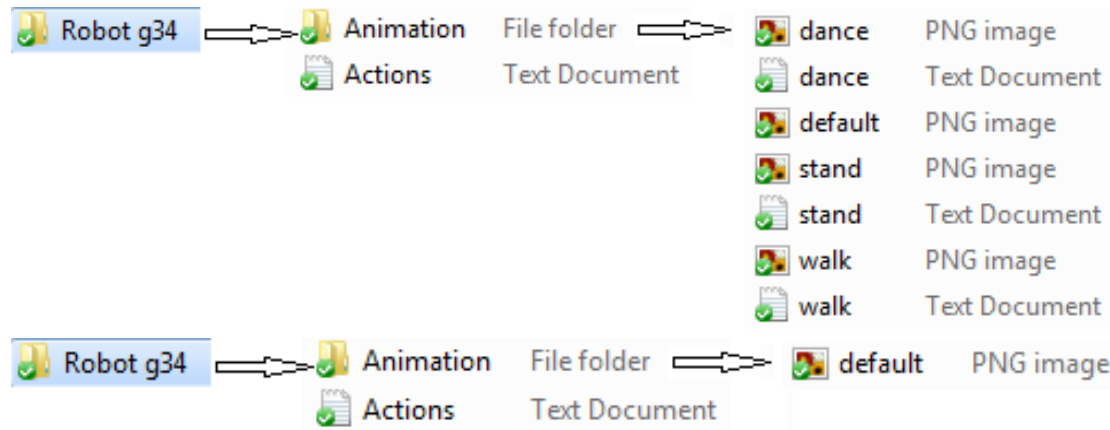 Robot g34 Animation File folder dance PNG image
Actions Text Document dance Text Document
default PNG image
stand PNG image
stand Text Document
walk PNG image
walk Text Document
Robot g34 Animation File folder default PNG image
Actions Text Document